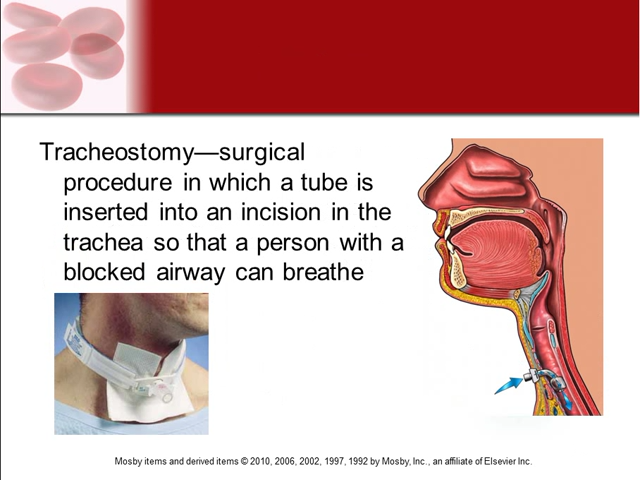 Tracheostomy—surgical
procedure in which a tube is
inserted into an incision in the
trachea so that a person with a
blocked airway can breathe
Mosby items and derived items © 2010, 2006, 2002, 1997, 1992 by Mosby, Inc., an affiliate of Elsevier Inc.